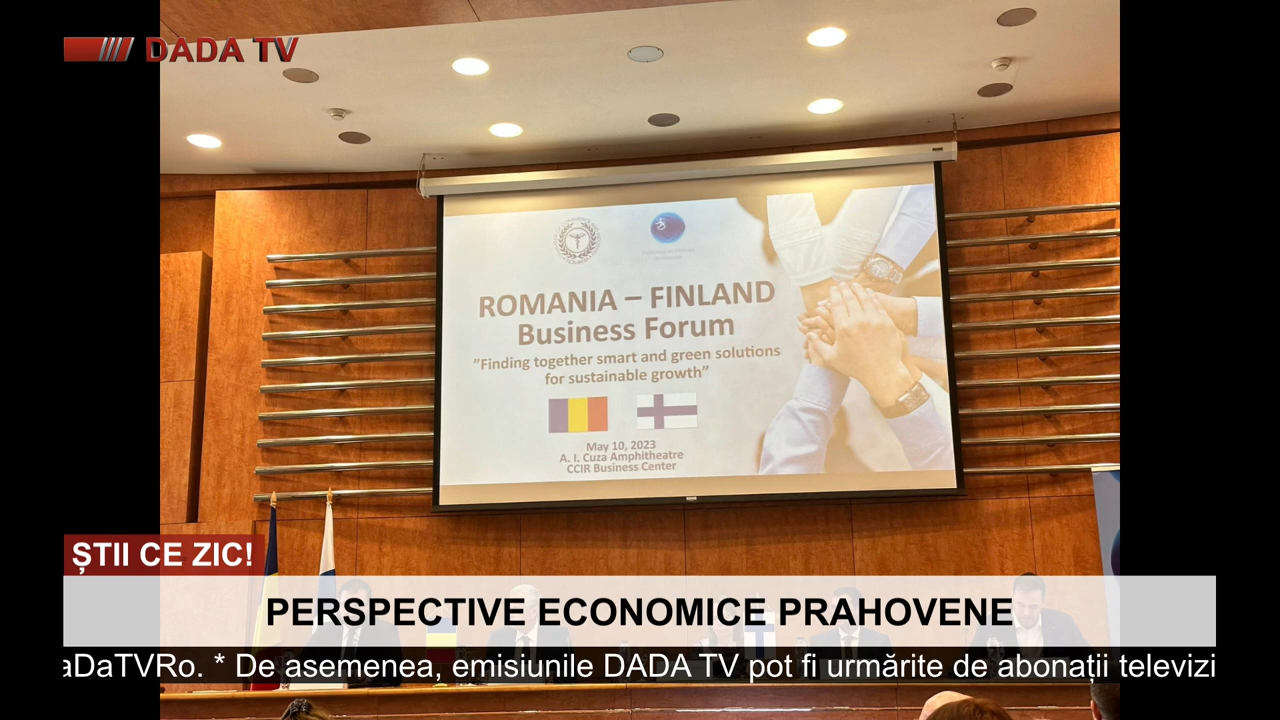 DADA TV
ROMANIA – FINLAND
Business Forum
"Finding together smart and green solutions
for sustainable growth"
May 10, 2023
A. I. Cuza Amphitheatre
CCIR Business Center
ȘTII CE ZIC!
PERSPECTIVE ECONOMICE PRAHOVENE
aDaTVRo. * De asemenea, emisiunile DADA TV pot fi urmărite de abonații televizi